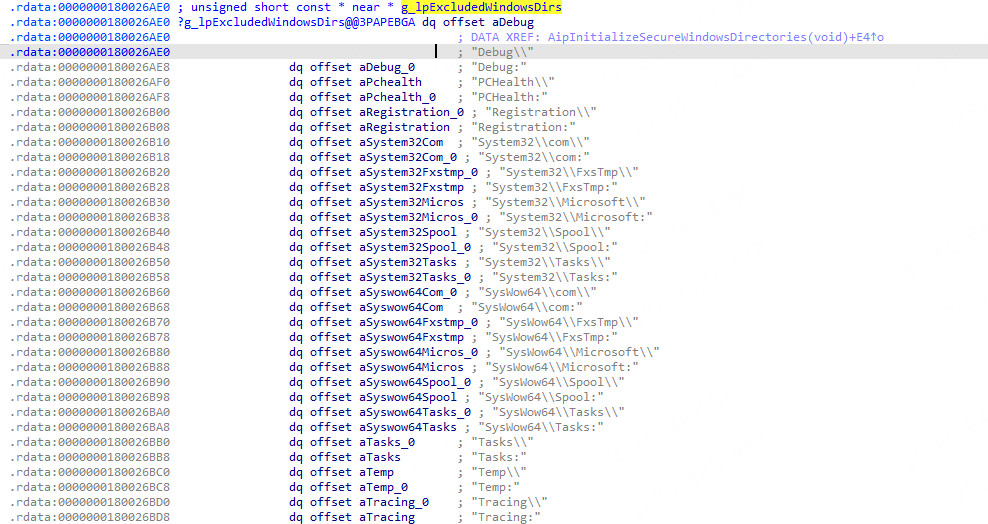 .rdata:0000000180026AE0 ; unsigned short const * near * g_lpExcludedWindowsDirs
.rdata:0000000180026AE0 ?g_lpExcludedWindowsDirs@@3PAPEBGA dq offset aDebug
.rdata:0000000180026AE0 ; DATA XREF: AipInitializeSecureWindowsDirectories(void)+E4↑o
.rdata:0000000180026AE0 ; "Debug\\"
.rdata:0000000180026AE8 dq offset aDebug_0 ; "Debug:"
.rdata:0000000180026AF0 dq offset aPchealth ; "PCHealth\\"
.rdata:0000000180026AF8 dq offset aPchealth_0 ; "PCHealth:"
.rdata:0000000180026B00 dq offset aRegistration_0 ; "Registration\\"
.rdata:0000000180026B08 dq offset aRegistration ; "Registration:"
.rdata:0000000180026B10 dq offset aSystem32Com ; "System32\\com\\"
.rdata:0000000180026B18 dq offset aSystem32Com_0 ; "System32\\com:"
.rdata:0000000180026B20 dq offset aSystem32Fxstmp_0 ; "System32\\FxsTmp\\"
.rdata:0000000180026B28 dq offset aSystem32Fxstmp ; "System32\\FxsTmp:"
.rdata:0000000180026B30 dq offset aSystem32Micros ; "System32\\Microsoft\\"
.rdata:0000000180026B38 dq offset aSystem32Micros_0 ; "System32\\Microsoft:"
.rdata:0000000180026B40 dq offset aSystem32Spool ; "System32\\Spool\\"
.rdata:0000000180026B48 dq offset aSystem32Spool_0 ; "System32\\Spool:"
.rdata:0000000180026B50 dq offset aSystem32Tasks ; "System32\\Tasks\\"
.rdata:0000000180026B58 dq offset aSystem32Tasks_0 ; "System32\\Tasks:"
.rdata:0000000180026B60 dq offset aSyswow64Com_0 ; "SysWow64\\com\\"
.rdata:0000000180026B68 dq offset aSyswow64Com ; "SysWow64\\com:"
.rdata:0000000180026B70 dq offset aSyswow64Fxstmp_0 ; "SysWow64\\FxsTmp\\"
.rdata:0000000180026B78 dq offset aSyswow64Fxstmp ; "SysWow64\\FxsTmp:"
.rdata:0000000180026B80 dq offset aSyswow64Micros_0 ; "SysWow64\\Microsoft\\"
.rdata:0000000180026B88 dq offset aSyswow64Micros ; "SysWow64\\Microsoft:"
.rdata:0000000180026B90 dq offset aSyswow64Spool_0 ; "SysWow64\\Spool\\"
.rdata:0000000180026B98 dq offset aSyswow64Spool ; "SysWow64\\Spool:"
.rdata:0000000180026BA0 dq offset aSyswow64Tasks_0 ; "SysWow64\\Tasks\\"
.rdata:0000000180026BA8 dq offset aSyswow64Tasks ; "SysWow64\\Tasks:"
.rdata:0000000180026BB0 dq offset aTasks_0 ; "Tasks\\"
.rdata:0000000180026BB8 dq offset aTasks ; "Tasks:"
.rdata:0000000180026BC0 dq offset aTemp ; "Temp\\"
.rdata:0000000180026BC8 dq offset aTemp_0 ; "Temp:"
.rdata:0000000180026BD0 dq offset aTracing_0 ; "Tracing\\"
.rdata:0000000180026BD8 dq offset aTracing ; "Tracing:"